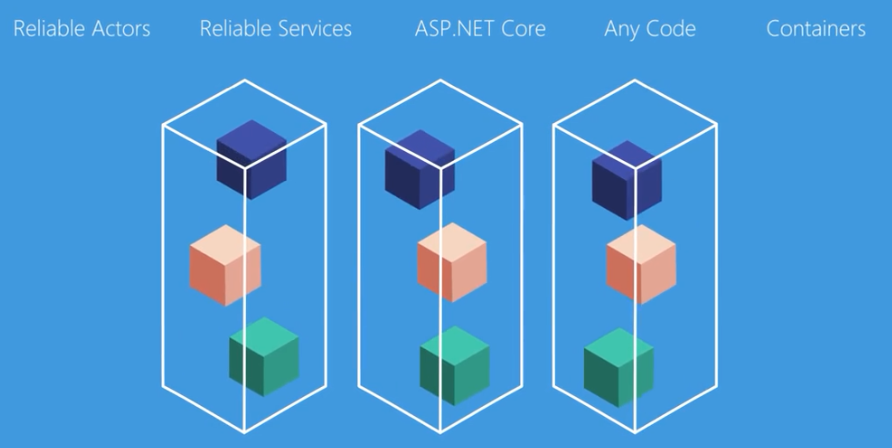 Reliable Actors Reliable Services ASP.NET Core Any Code Containers